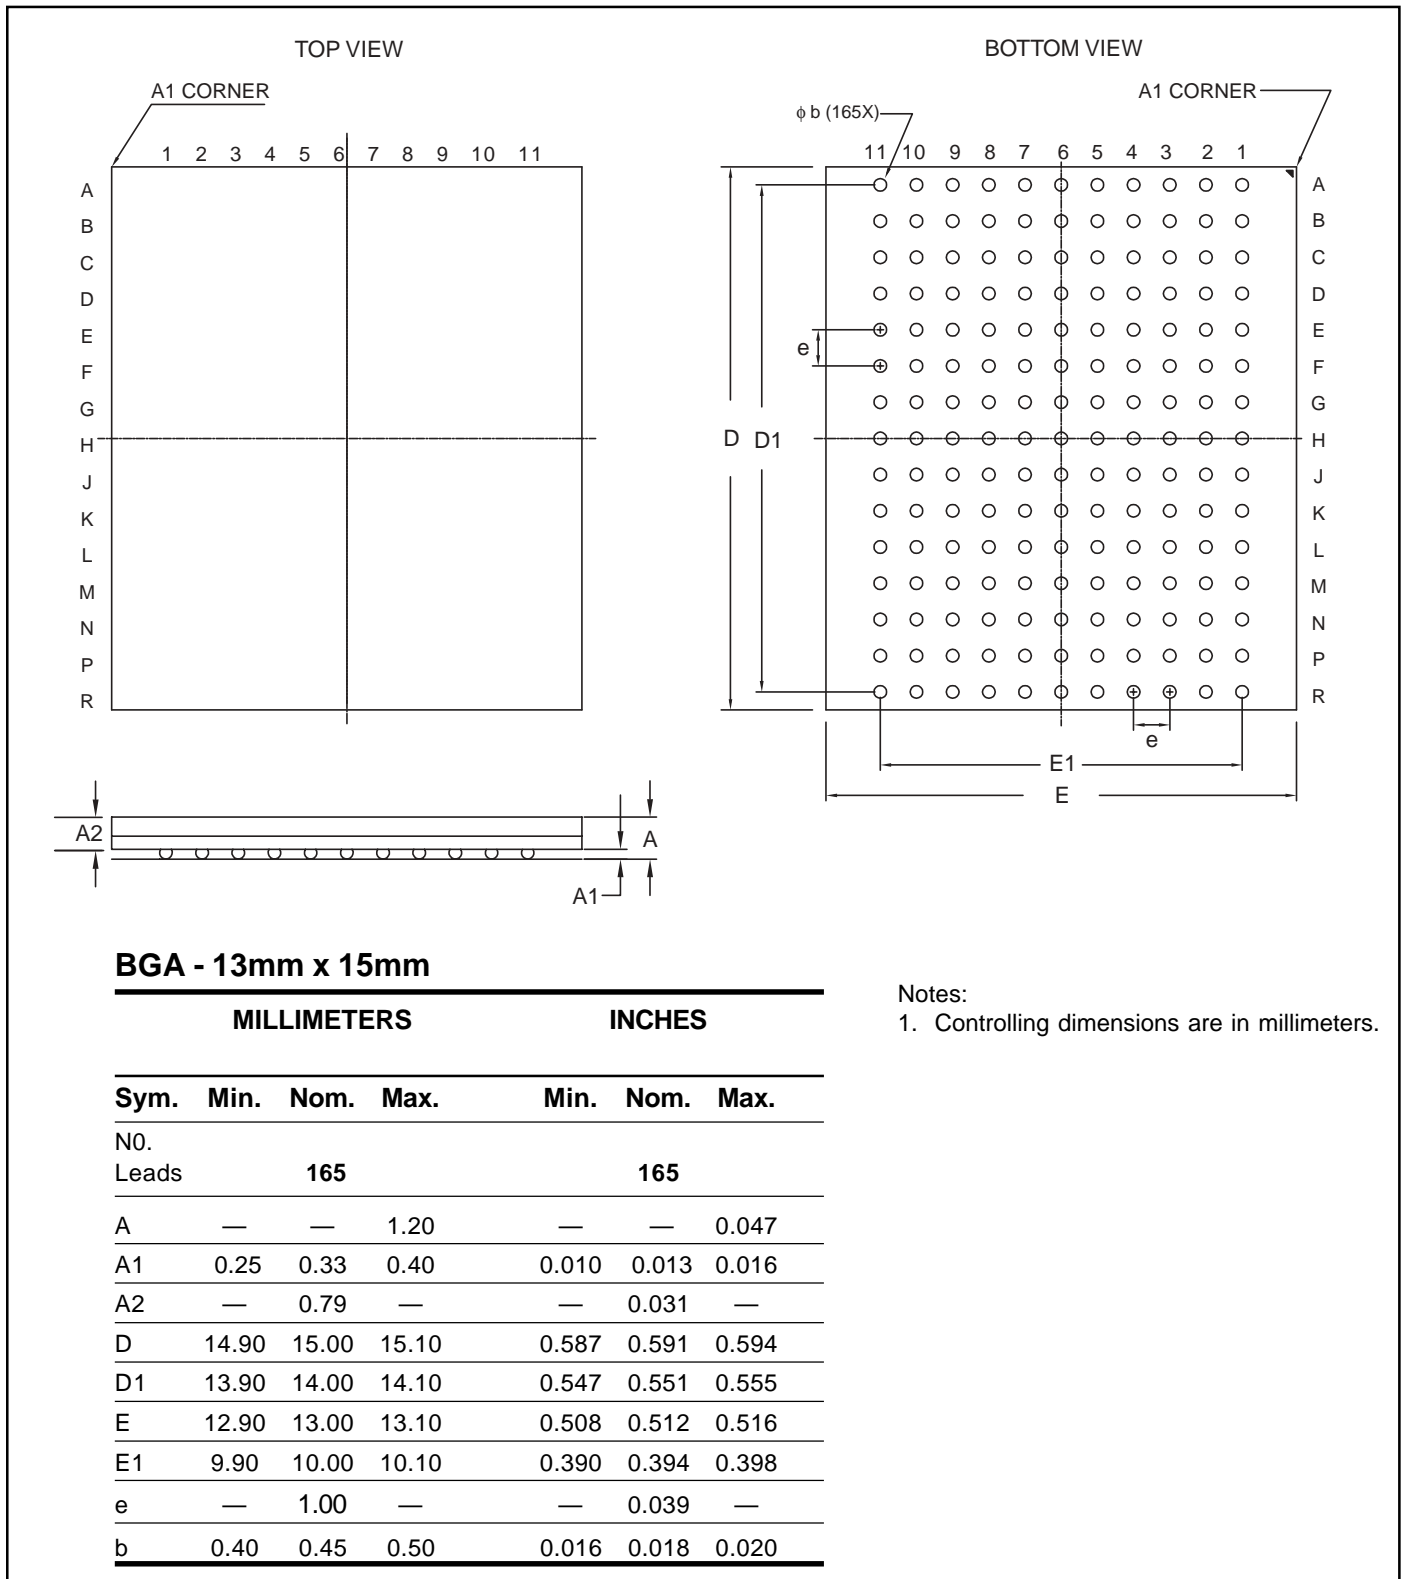 TOP VIEW
A1 CORNER
1 2 3 4 5 6 7 8 9 10 11
A
B
C
D
E
F
G
H
J
K
L
M
N
P
R
BOTTOM VIEW
A1 CORNER
ϕ b (165X)
11 10 9 8 7 6 5 4 3 2 1
A
B
C
D
E
F
G
H
J
K
L
M
N
P
R
e
D D1
e
E1
E
A2
A
A1
BGA - 13mm x 15mm
MILLIMETERS INCHES
Sym. Min. Nom. Max. Min. Nom. Max.
N0.
Leads 165 165
A — — 1.20 — — 0.047
A1 0.25 0.33 0.40 0.010 0.013 0.016
A2 — 0.79 — — 0.031 —
D 14.90 15.00 15.10 0.587 0.591 0.594
D1 13.90 14.00 14.10 0.547 0.551 0.555
E 12.90 13.00 13.10 0.508 0.512 0.516
E1 9.90 10.00 10.10 0.390 0.394 0.398
e — 1.00 — — 0.039 —
b 0.40 0.45 0.50 0.016 0.018 0.020
Notes:
1. Controlling dimensions are in millimeters.